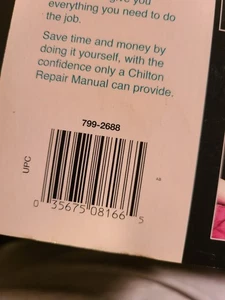 everything you need to do
the job.
Save time and money by
doing it yourself, with the
confidence only a Chilton
Repair Manual can provide.
799-2688
UPC
0 35675 08166 5